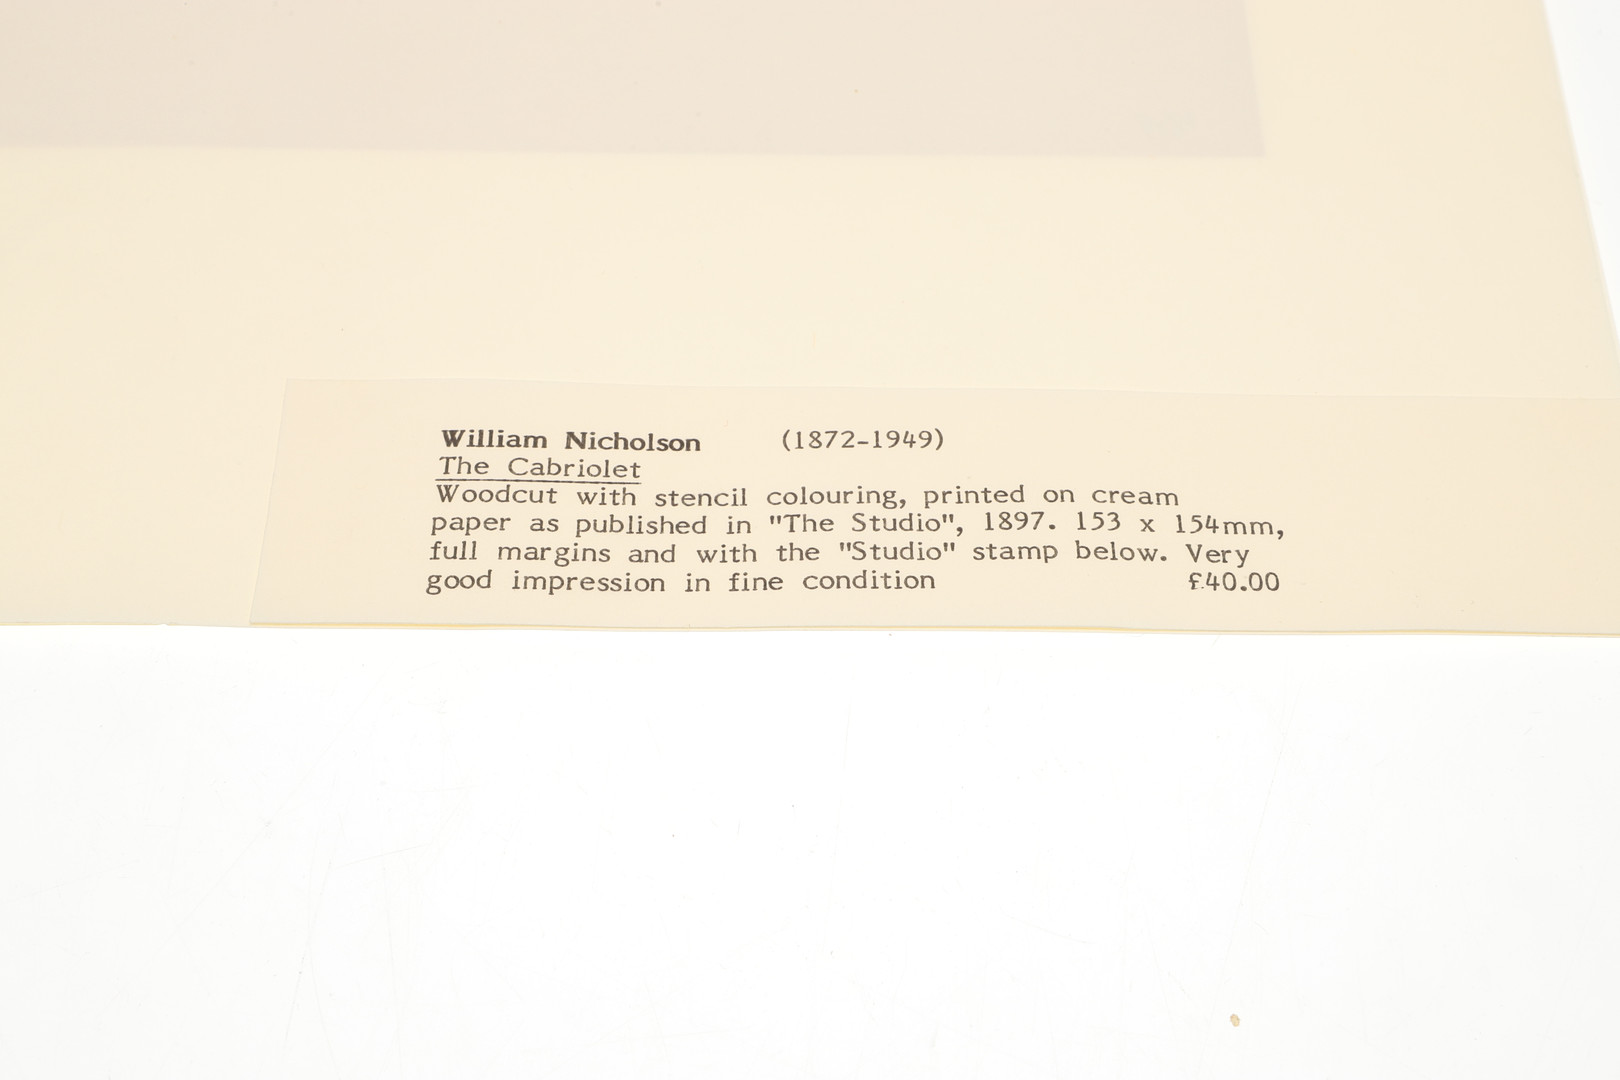 William Nicholson (1872-1949)
The Cabriolet
Woodcut with stencil colouring, printed on cream
paper as published in "The Studio", 1897. 153 x 154mm,
full margins and with the "Studio" stamp below. Very
good impression in fine condition £40.00